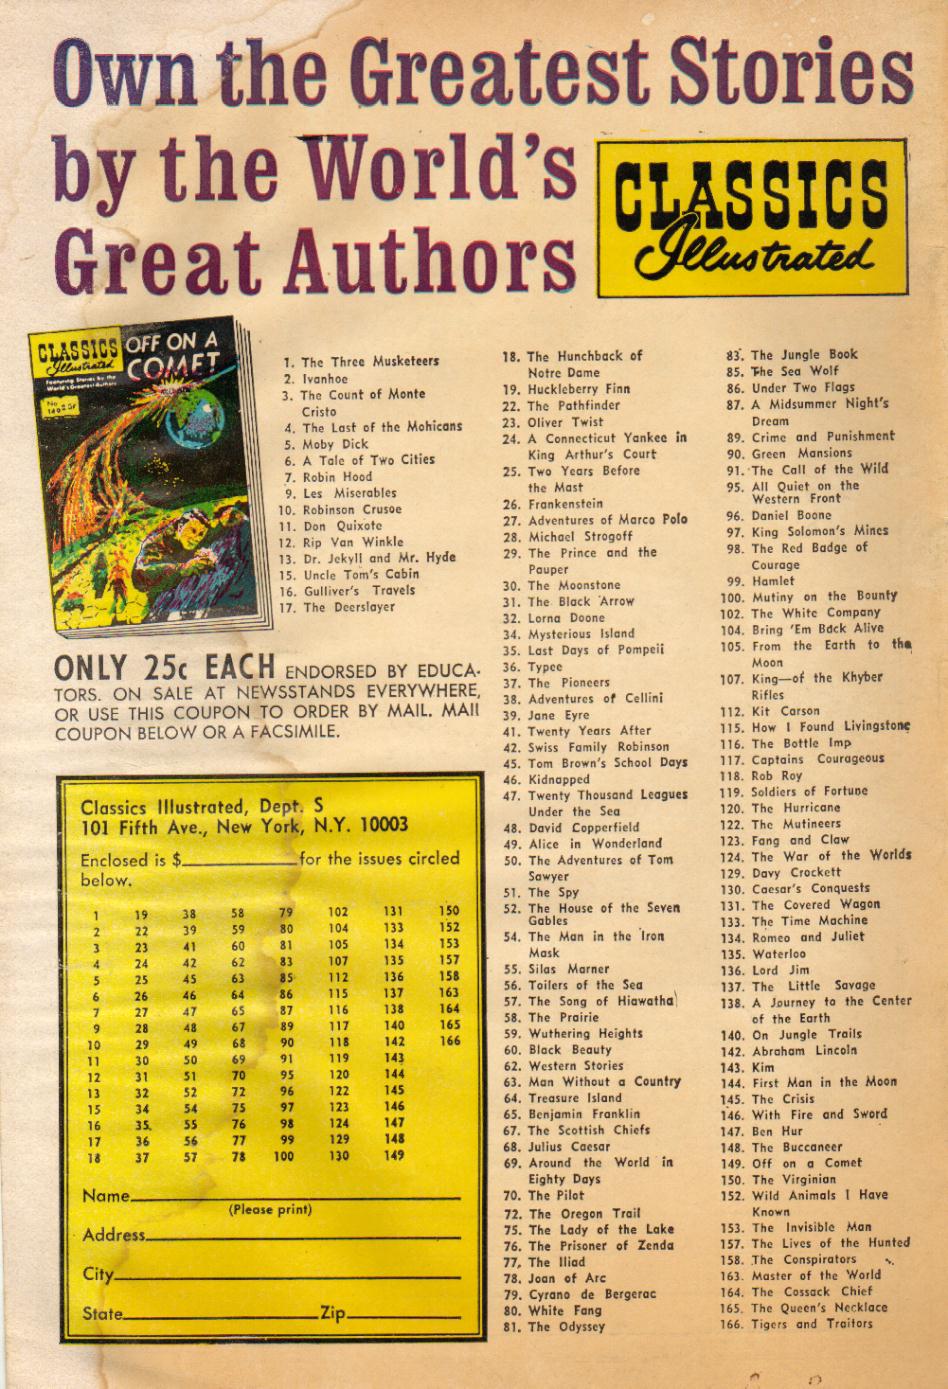 Own the Greatest Stories
by the World's
Great Authors
CLASSICS
Illustrated
CLASSICS
Illustrated
Featuring Stories by the
World's Greatest Authors
OFF ON A
COMET
No.
149 25¢
1. The Three Musketeers
2. Ivanhoe
3. The Count of Monte
Cristo
4. The Last of the Mohicans
5. Moby Dick
6. A Tale of Two Cities
7. Robin Hood
9. Les Miserables
10. Robinson Crusoe
11. Don Quixote
12. Rip Van Winkle
13. Dr. Jekyll and Mr. Hyde
15. Uncle Tom's Cabin
16. Gulliver's Travels
17. The Deerslayer
ONLY 25¢ EACH ENDORSED BY EDUCA-
TORS. ON SALE AT NEWSSTANDS EVERYWHERE,
OR USE THIS COUPON TO ORDER BY MAIL. MAIL
COUPON BELOW OR A FACSIMILE.
Classics Illustrated, Dept. S
101 Fifth Ave., New York, N.Y. 10003
Enclosed is $____________for the issues circled
below.
1 19 38 58 79 102 131 150
2 22 39 59 80 104 133 152
3 23 41 60 81 105 134 153
4 24 42 62 83 107 135 157
5 25 45 63 85 112 136 158
6 26 46 64 86 115 137 163
7 27 47 65 87 116 138 164
9 28 48 67 89 117 140 165
10 29 49 68 90 118 142 166
11 30 50 69 91 119 143
12 31 51 70 95 120 144
13 32 52 72 96 122 145
15 34 54 75 97 123 146
16 35. 55 76 98 124 147
17 36 56 77 99 129 148
18 37 57 78 100 130 149
Name
(Please print)
Address
City
State Zip
18. The Hunchback of
Notre Dame
19. Huckleberry Finn
22. The Pathfinder
23. Oliver Twist
24. A Connecticut Yankee in
King Arthur's Court
25. Two Years Before
the Mast
26. Frankenstein
27. Adventures of Marco Polo
28. Michael Strogoff
29. The Prince and the
Pauper
30. The Moonstone
31. The Black Arrow
32. Lorna Doone
34. Mysterious Island
35. Last Days of Pompeii
36. Typee
37. The Pioneers
38. Adventures of Cellini
39. Jane Eyre
41. Twenty Years After
42. Swiss Family Robinson
45. Tom Brown's School Days
46. Kidnapped
47. Twenty Thousand Leagues
Under the Sea
48. David Copperfield
49. Alice in Wonderland
50. The Adventures of Tom
Sawyer
51. The Spy
52. The House of the Seven
Gables
54. The Man in the Iron
Mask
55. Silas Marner
56. Toilers of the Sea
57. The Song of Hiawatha
58. The Prairie
59. Wuthering Heights
60. Black Beauty
62. Western Stories
63. Man Without a Country
64. Treasure Island
65. Benjamin Franklin
67. The Scottish Chiefs
68. Julius Caesar
69. Around the World in
Eighty Days
70. The Pilot
72. The Oregon Trail
75. The Lady of the Lake
76. The Prisoner of Zenda
77. The Iliad
78. Joan of Arc
79. Cyrano de Bergerac
80. White Fang
81. The Odyssey
83. The Jungle Book
85. The Sea Wolf
86. Under Two Flags
87. A Midsummer Night's
Dream
89. Crime and Punishment
90. Green Mansions
91. The Call of the Wild
95. All Quiet on the
Western Front
96. Daniel Boone
97. King Solomon's Mines
98. The Red Badge of
Courage
99. Hamlet
100. Mutiny on the Bounty
102. The White Company
104. Bring 'Em Back Alive
105. From the Earth to the
Moon
107. King—of the Khyber
Rifles
112. Kit Carson
115. How I Found Livingstone
116. The Bottle Imp
117. Captains Courageous
118. Rob Roy
119. Soldiers of Fortune
120. The Hurricane
122. The Mutineers
123. Fang and Claw
124. The War of the Worlds
129. Davy Crockett
130. Caesar's Conquests
131. The Covered Wagon
133. The Time Machine
134. Romeo and Juliet
135. Waterloo
136. Lord Jim
137. The Little Savage
138. A Journey to the Center
of the Earth
140. On Jungle Trails
142. Abraham Lincoln
143. Kim
144. First Man in the Moon
145. The Crisis
146. With Fire and Sword
147. Ben Hur
148. The Buccaneer
149. Off on a Comet
150. The Virginian
152. Wild Animals I Have
Known
153. The Invisible Man
157. The Lives of the Hunted
158. The Conspirators
163. Master of the World
164. The Cossack Chief
165. The Queen's Necklace
166. Tigers and Traitors